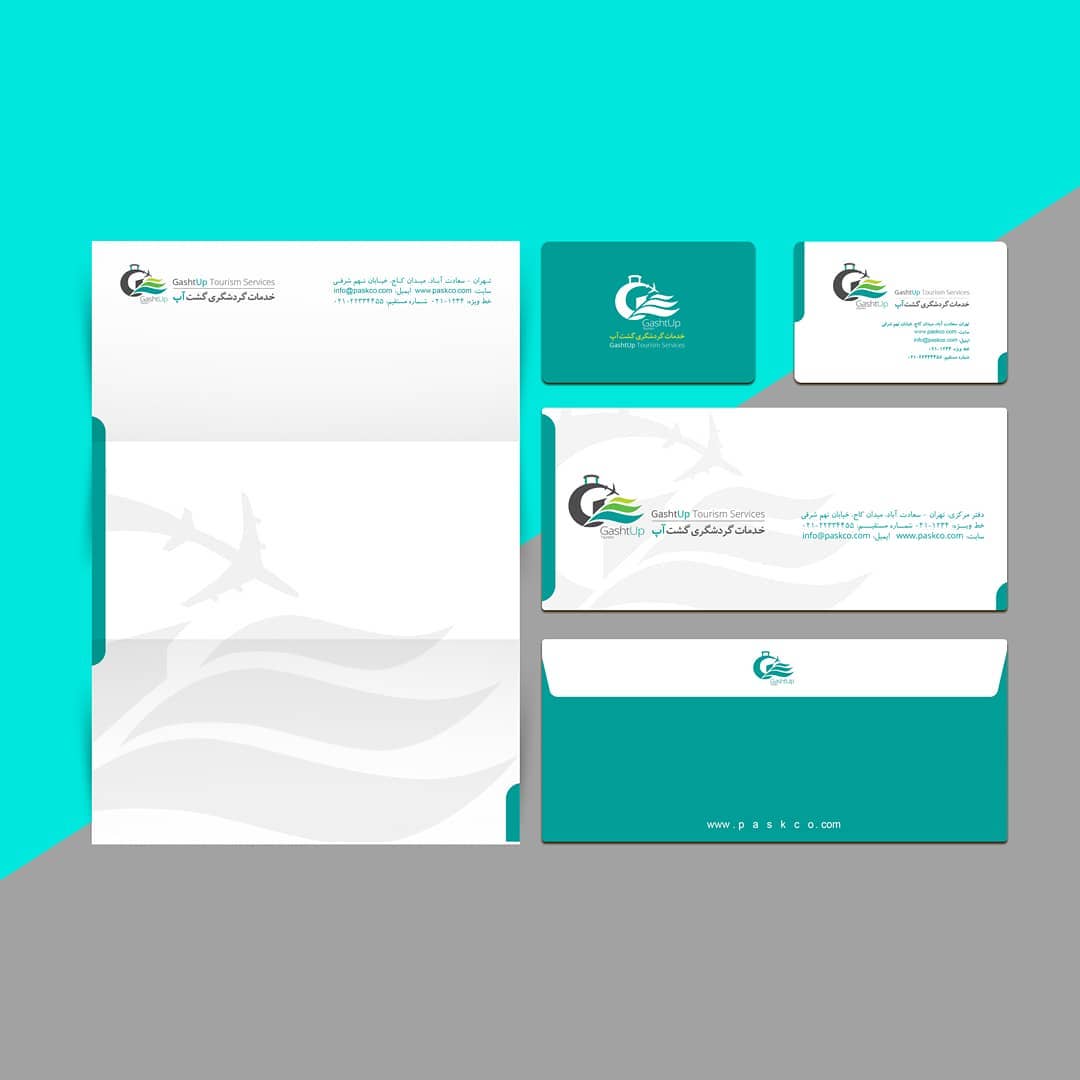 GashtUp
GashtUp Tourism Services
خدمات گردشگری گشت آپ
تهران - سعادت آباد، میدان کاج، خیابان نهم شرقی
سایت: www.paskco.com ایمیل: info@paskco.com
خط ویژه: ۱۲۳۴-۰۲۱ شماره مستقیم: ۲۲۳۳۴۴۵۵-۰۲۱
GashtUp
خدمات گردشگری گشت آپ
GashtUp Tourism Services
GashtUp
GashtUp Tourism Services
خدمات گردشگری گشت آپ
تهران، سعادت آباد، میدان کاج، خیابان نهم شرقی
سایت: www.paskco.com
ایمیل: info@paskco.com
خط ویژه: ۱۲۳۴-۰۲۱
شماره مستقیم: ۲۲۳۳۴۴۵۵-۰۲۱
GashtUp
Tourism
GashtUp Tourism Services
خدمات گردشگری گشت آپ
دفتر مرکزی: تهران - سعادت آباد، میدان کاج، خیابان نهم شرقی
خط ویژه: ۱۲۳۴-۰۲۱ شماره مستقیم: ۲۲۳۳۴۴۵۵-۰۲۱
سایت: www.paskco.com ایمیل: info@paskco.com
GashtUp
www.paskco.com